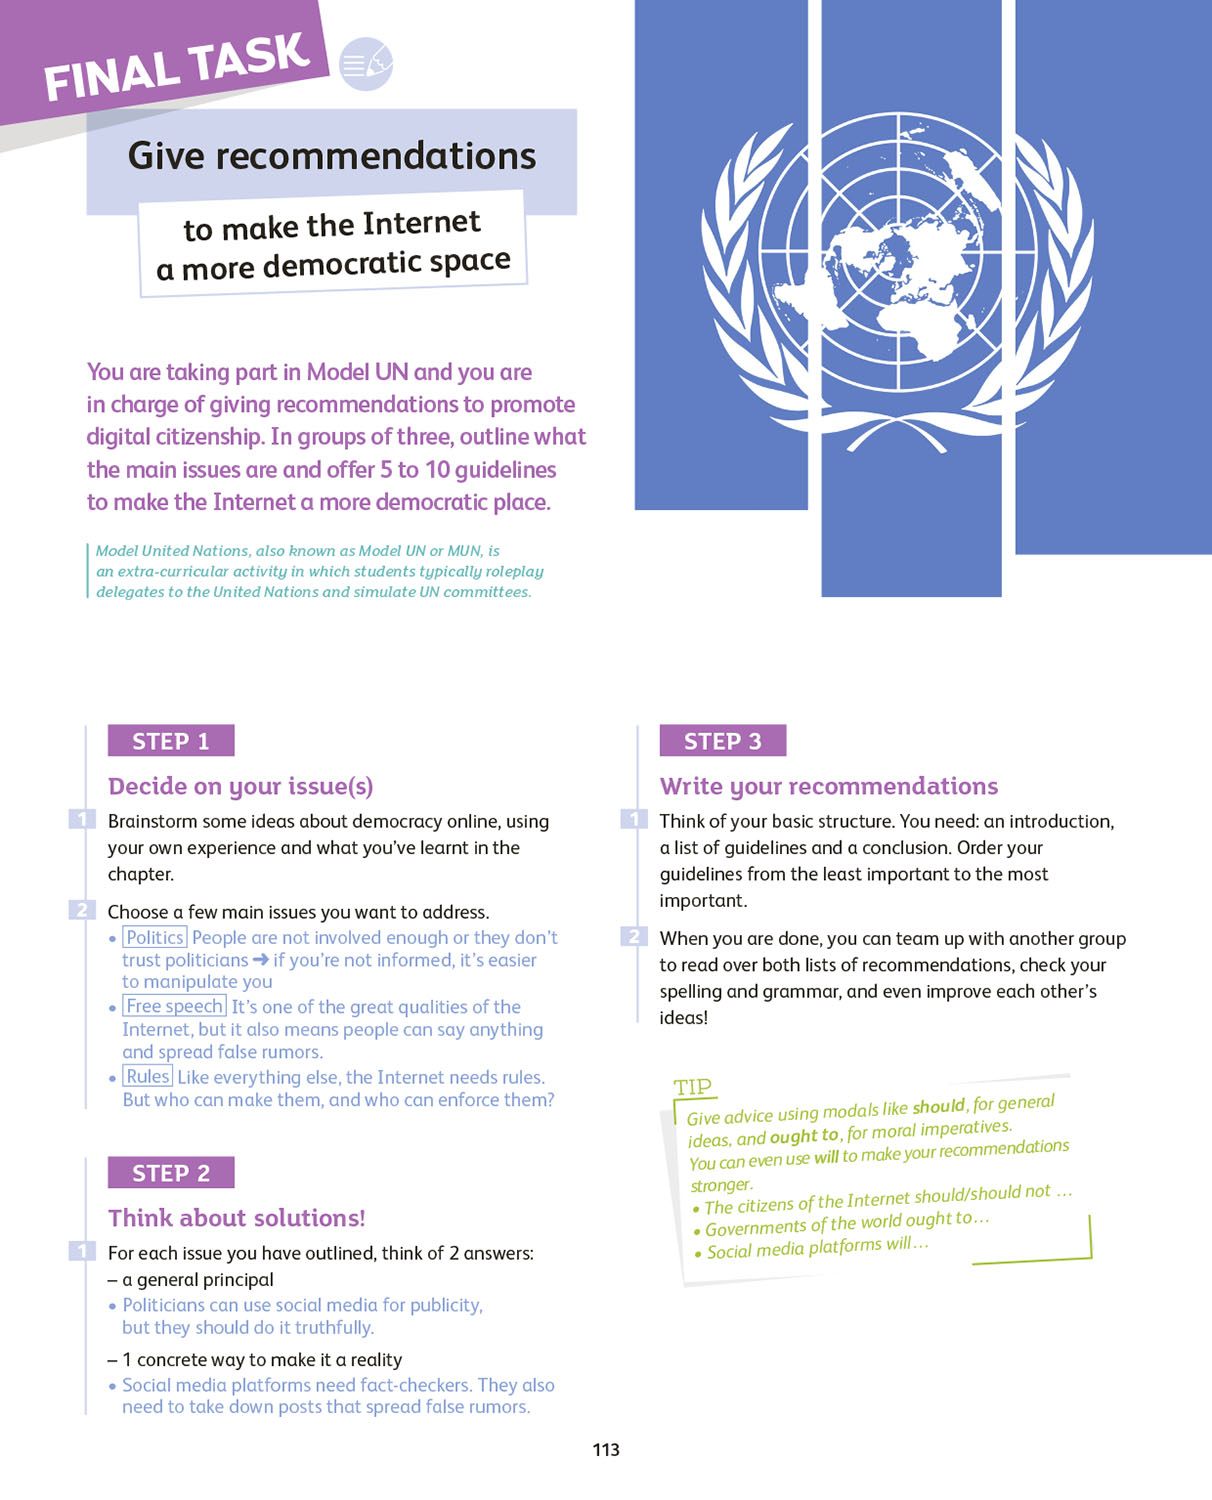 FINAL TASK
Give recommendations
to make the Internet
a more democratic space
You are taking part in Model UN and you are
in charge of giving recommendations to promote
digital citizenship. In groups of three, outline what
the main issues are and offer 5 to 10 guidelines
to make the Internet a more democratic place.
Model United Nations, also known as Model UN or MUN, is
an extra-curricular activity in which students typically roleplay
delegates to the United Nations and simulate UN committees.
STEP 1
Decide on your issue(s)
1 Brainstorm some ideas about democracy online, using
your own experience and what you've learnt in the
chapter.
2 Choose a few main issues you want to address.
• Politics People are not involved enough or they don't
trust politicians ➜ if you're not informed, it's easier
to manipulate you
• Free speech It's one of the great qualities of the
Internet, but it also means people can say anything
and spread false rumors.
• Rules Like everything else, the Internet needs rules.
But who can make them, and who can enforce them?
STEP 2
Think about solutions!
1 For each issue you have outlined, think of 2 answers:
– a general principal
• Politicians can use social media for publicity,
but they should do it truthfully.
– 1 concrete way to make it a reality
• Social media platforms need fact-checkers. They also
need to take down posts that spread false rumors.
STEP 3
Write your recommendations
1 Think of your basic structure. You need: an introduction,
a list of guidelines and a conclusion. Order your
guidelines from the least important to the most
important.
2 When you are done, you can team up with another group
to read over both lists of recommendations, check your
spelling and grammar, and even improve each other's
ideas!
TIP
Give advice using modals like should, for general
ideas, and ought to, for moral imperatives.
You can even use will to make your recommendations
stronger.
• The citizens of the Internet should/should not ...
• Governments of the world ought to...
• Social media platforms will...
113